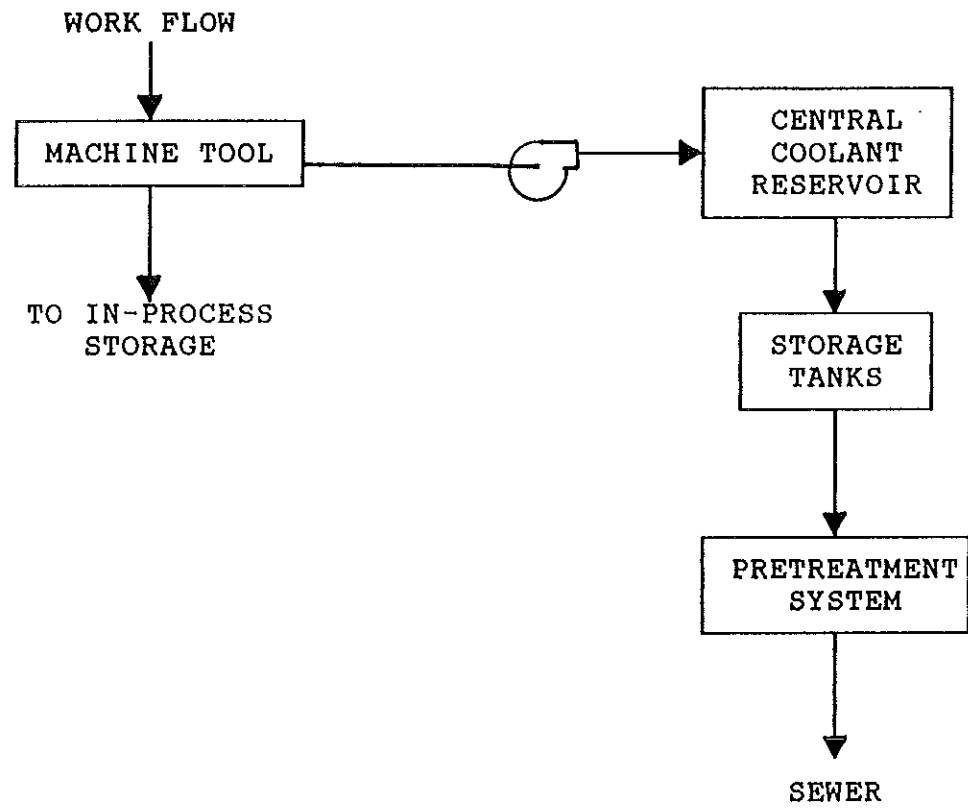 WORK FLOW
MACHINE TOOL
TO IN-PROCESS
STORAGE
CENTRAL
COOLANT
RESERVOIR
STORAGE
TANKS
PRETREATMENT
SYSTEM
SEWER